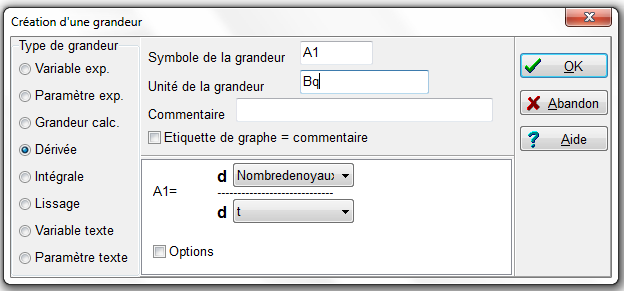 Création d'une grandeur
Type de grandeur
Variable exp.
Paramètre exp.
Grandeur calc.
Dérivée
Intégrale
Lissage
Variable texte
Paramètre texte
Symbole de la grandeur A1
Unité de la grandeur Bq
Commentaire
Etiquette de graphe = commentaire
d Nombredenoyaux
A1= -----------------------------
d t
Options
OK
Abandon
Aide